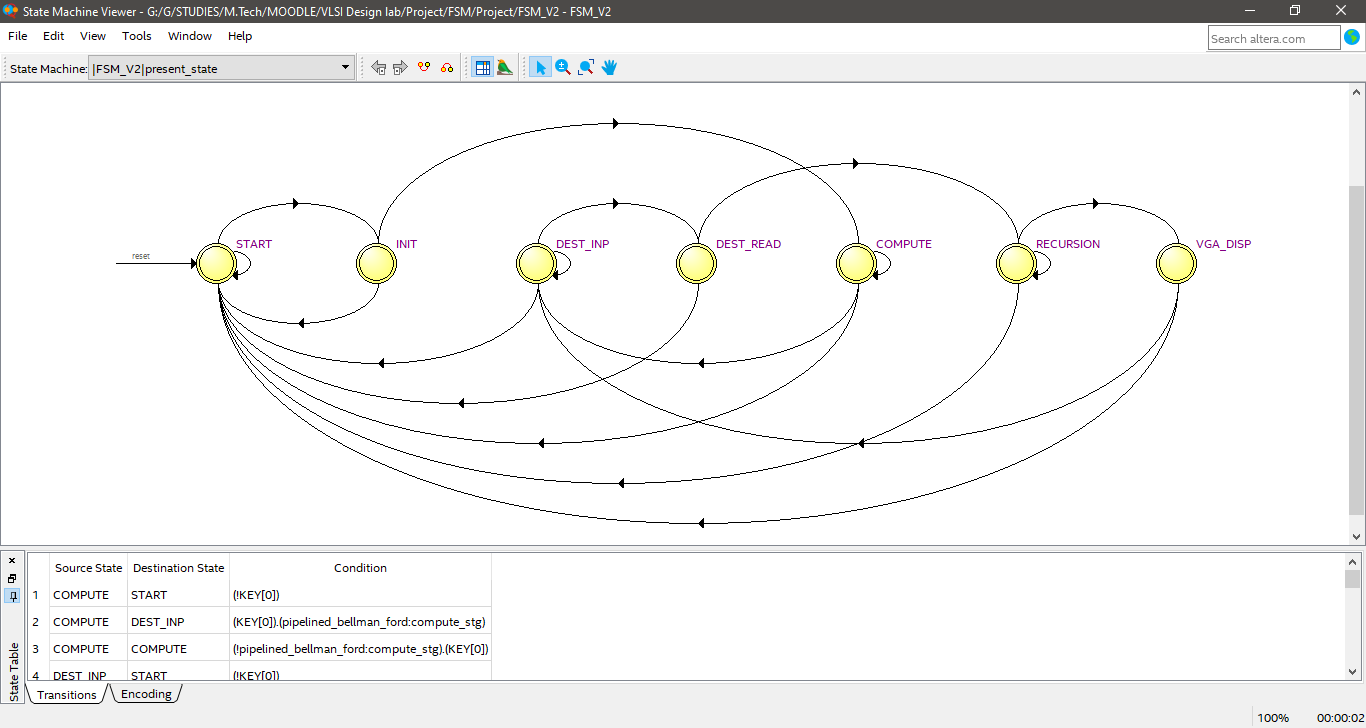 State Machine Viewer - G:/G/STUDIES/M.Tech/MOODLE/VLSI Design lab/Project/FSM/Project/FSM_V2 - FSM_V2
File Edit View Tools Window Help
Search altera.com
State Machine: |FSM_V2|present_state
START INIT DEST_INP DEST_READ COMPUTE RECURSION VGA_DISP
reset
Source State Destination State Condition
1 COMPUTE START (!KEY[0])
2 COMPUTE DEST_INP (KEY[0]).(pipelined_bellman_ford:compute_stg)
3 COMPUTE COMPUTE (!pipelined_bellman_ford:compute_stg).(KEY[0])
4 DEST_INP START (!KEY[0])
State Table
Transitions Encoding
100% 00:00:02